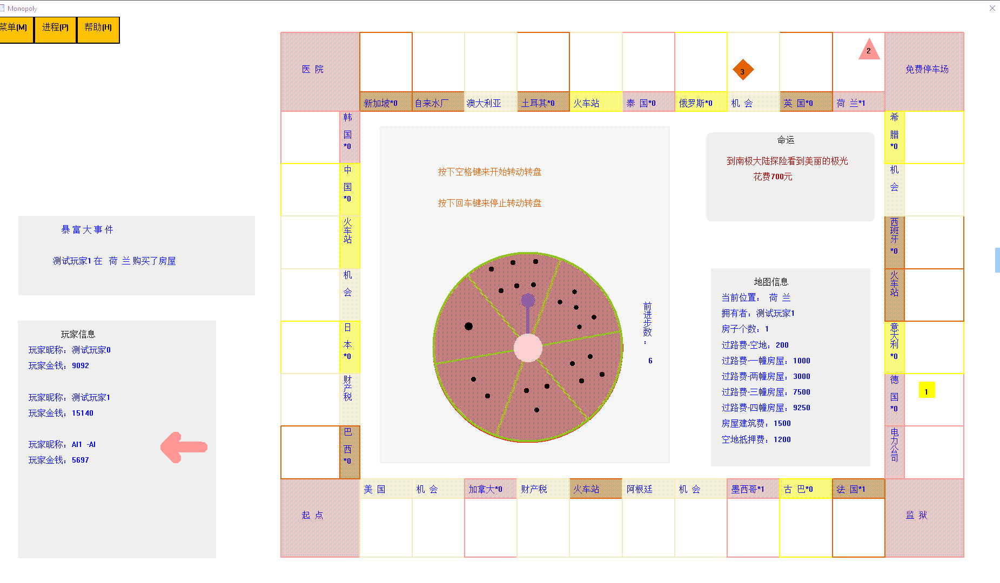 Monopoly
菜单(M) 进程(P) 帮助(H)
医 院
新加坡*0
自来水厂
澳大利亚
土耳其*0
火车站
泰 国*0
俄罗斯*0
机 会
英 国*0
荷 兰*1
免费停车场
3
2
韩 国 *0
中 国 *0
火车站
机 会
日 本 *0
财产税
巴 西 *0
希 腊 *0
机 会
西班牙 *0
火车站
意大利 *0
德 国 *0
1
电力公司
起 点
美 国
机 会
加拿大*0
财产税
火车站
阿根廷
机 会
墨西哥*1
古 巴*0
法 国*1
监 狱
按下空格键来开始转动转盘
按下回车键来停止转动转盘
前进步数:
6
命运
到南极大陆探险看到美丽的极光
花费700元
地图信息
当前位置: 荷 兰
拥有者:测试玩家1
房子个数:1
过路费-空地:200
过路费-一幢房屋:1000
过路费-两幢房屋:3000
过路费-三幢房屋:7500
过路费-四幢房屋:9250
房屋建筑费:1500
空地抵押费:1200
暴 富 大 事 件
测试玩家1 在 荷 兰 购买了房屋
玩家信息
玩家昵称:测试玩家0
玩家金钱:9092
玩家昵称:测试玩家1
玩家金钱:15140
玩家昵称:AI1 -AI
玩家金钱:5697